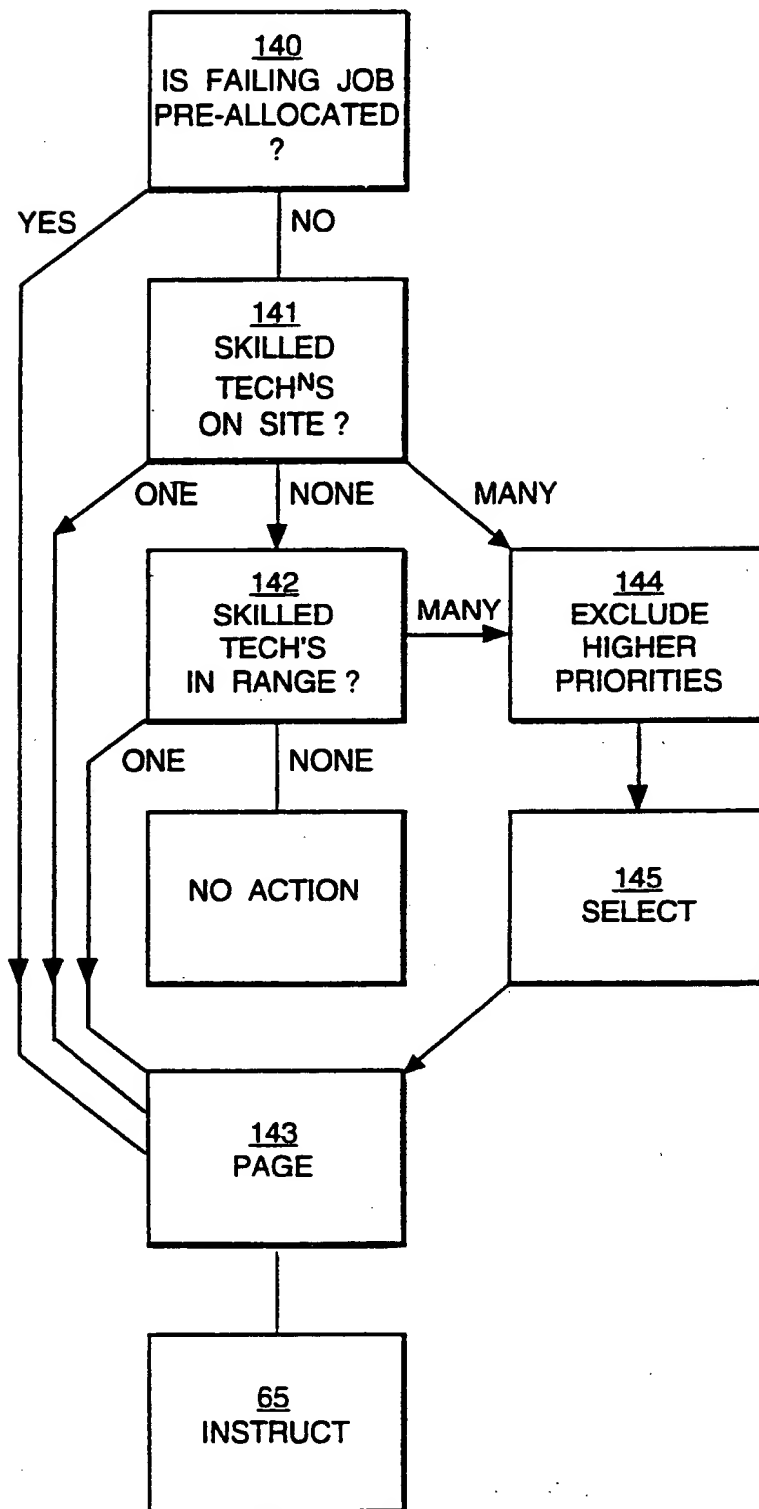 140
IS FAILING JOB
PRE-ALLOCATED
?
YES
NO
141
SKILLED
TECHᴺS
ON SITE ?
ONE
NONE
MANY
142
SKILLED
TECH'S
IN RANGE ?
MANY
144
EXCLUDE
HIGHER
PRIORITIES
ONE
NONE
NO ACTION
145
SELECT
143
PAGE
65
INSTRUCT